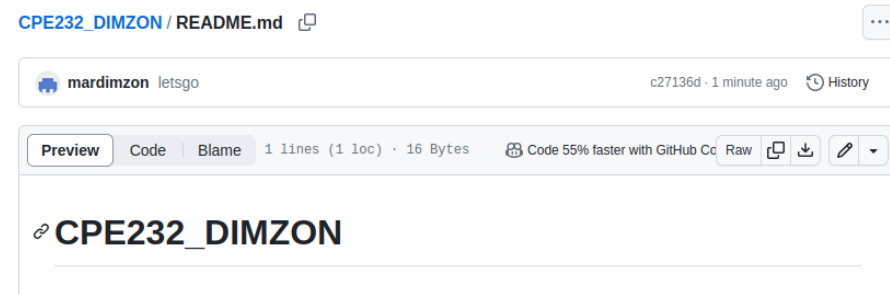 CPE232_DIMZON / README.md
mardimzon letsgo c27136d · 1 minute ago History
Preview Code Blame 1 lines (1 loc) · 16 Bytes Code 55% faster with GitHub Co Raw
CPE232_DIMZON